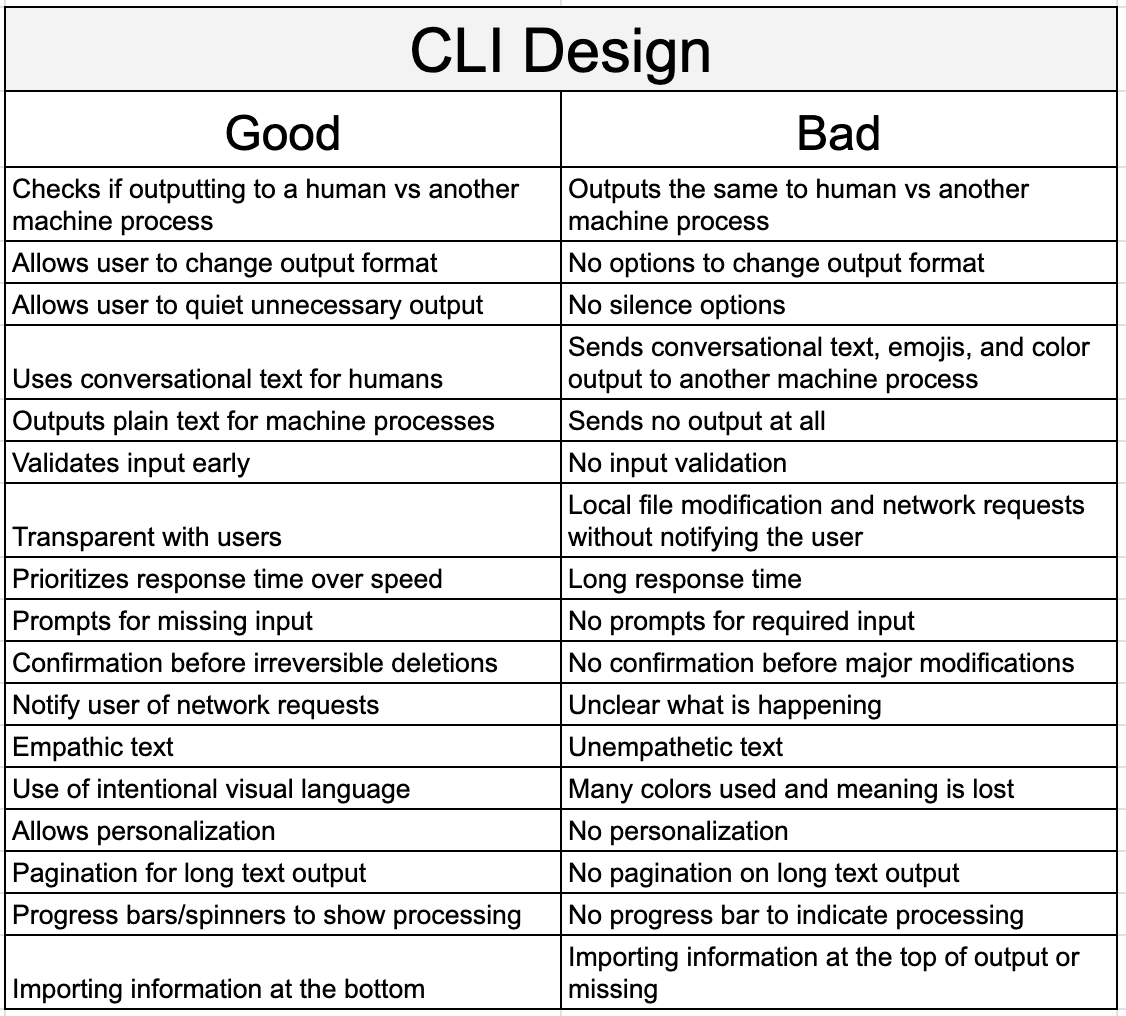 CLI Design
Good
Bad
Checks if outputting to a human vs another
machine process
Outputs the same to human vs another
machine process
Allows user to change output format
No options to change output format
Allows user to quiet unnecessary output
No silence options
Uses conversational text for humans
Sends conversational text, emojis, and color
output to another machine process
Outputs plain text for machine processes
Sends no output at all
Validates input early
No input validation
Transparent with users
Local file modification and network requests
without notifying the user
Prioritizes response time over speed
Long response time
Prompts for missing input
No prompts for required input
Confirmation before irreversible deletions
No confirmation before major modifications
Notify user of network requests
Unclear what is happening
Empathic text
Unempathetic text
Use of intentional visual language
Many colors used and meaning is lost
Allows personalization
No personalization
Pagination for long text output
No pagination on long text output
Progress bars/spinners to show processing
No progress bar to indicate processing
Importing information at the bottom
Importing information at the top of output or
missing